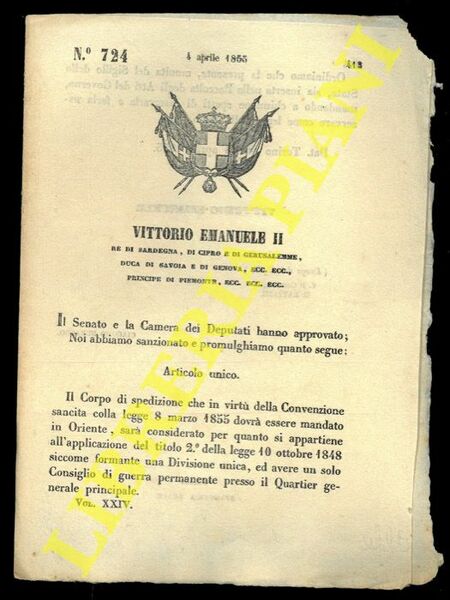 N.° 724
4 aprile 1855
413
VITTORIO EMANUELE II
RE DI SARDEGNA, DI CIPRO E DI GERUSALEMME,
DUCA DI SAVOIA E DI GENOVA, ECC. ECC.,
PRINCIPE DI PIEMONTE, ECC. ECC. ECC.
Il Senato e la Camera dei Deputati hanno approvato;
Noi abbiamo sanzionato e promulghiamo quanto segue:
Articolo unico.
Il Corpo di spedizione che in virtù della Convenzione
sancita colla legge 8 marzo 1855 dovrà essere mandato
in Oriente, sarà considerato per quanto si appartiene
all'applicazione del titolo 2.° della legge 10 ottobre 1848
siccome formante una Divisione unica, ed avere un solo
Consiglio di guerra permanente presso il Quartier ge-
nerale principale.
VOL. XXIV.
LIBRERIA PIANI